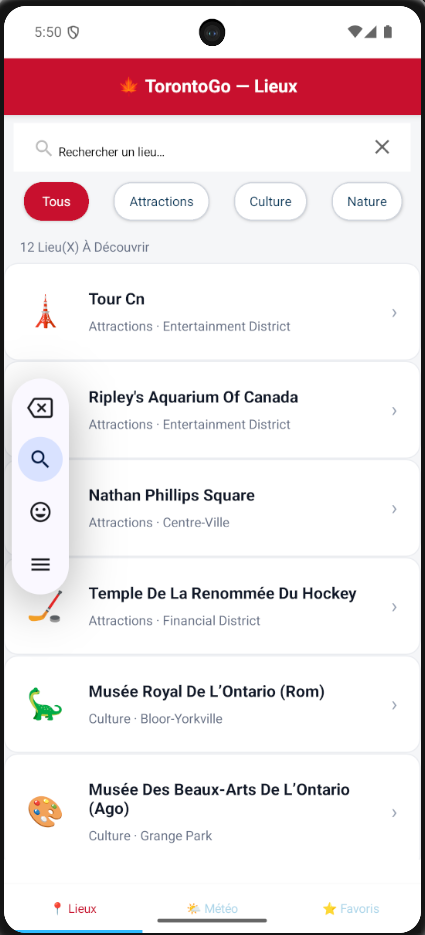 5:50
TorontoGo — Lieux
Rechercher un lieu...
Tous
Attractions
Culture
Nature
12 Lieu(X) À Découvrir
Tour Cn
Attractions · Entertainment District
Ripley's Aquarium Of Canada
Attractions · Entertainment District
Nathan Phillips Square
Attractions · Centre-Ville
Temple De La Renommée Du Hockey
Attractions · Financial District
Musée Royal De L’Ontario (Rom)
Culture · Bloor-Yorkville
Musée Des Beaux-Arts De L’Ontario
(Ago)
Culture · Grange Park
Lieux
Météo
Favoris